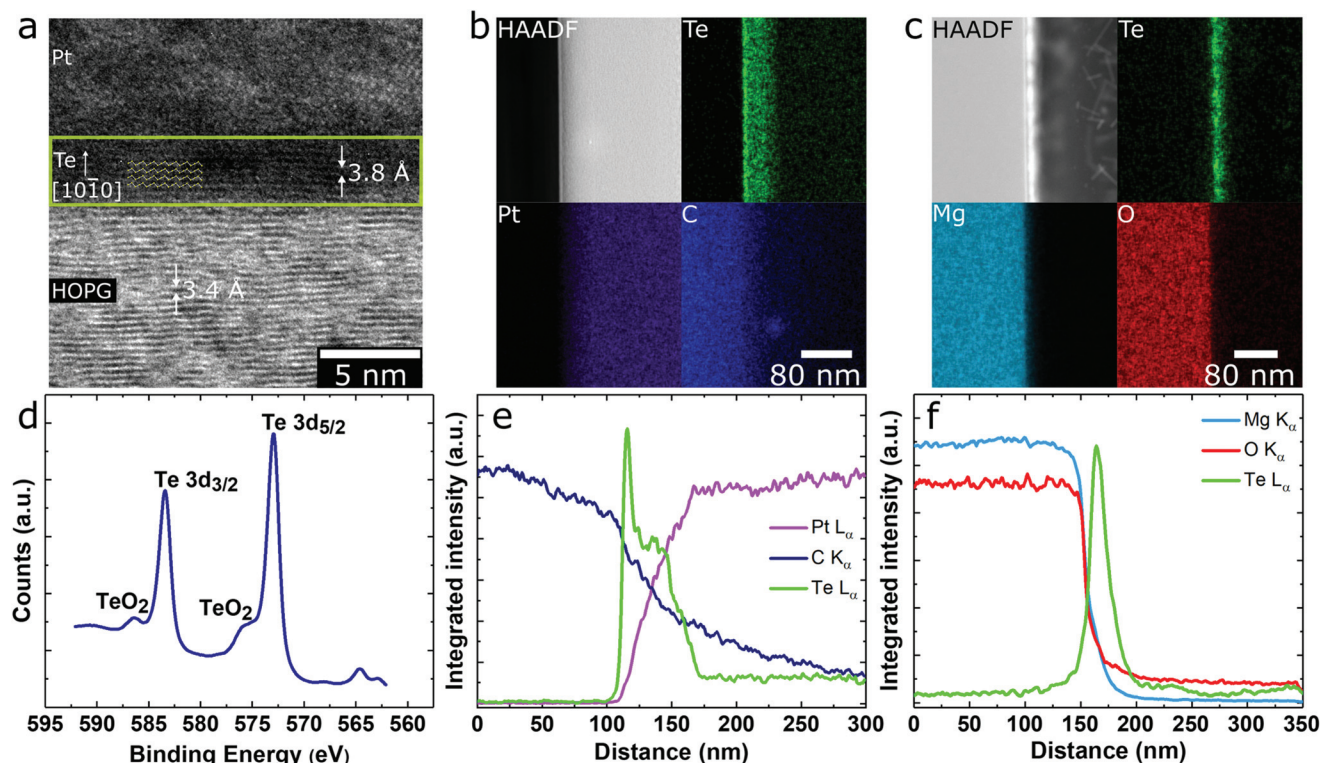 a
Pt
Te
[101̄0]
3.8 Å
HOPG
3.4 Å
5 nm
b
HAADF
Te
Pt
C
80 nm
c
HAADF
Te
Mg
O
80 nm
d
Te 3d5/2
Te 3d3/2
TeO2
TeO2
Counts (a.u.)
595 590 585 580 575 570 565 560
Binding Energy (eV)
e
Integrated intensity (a.u.)
Pt Lα
C Kα
Te Lα
0 50 100 150 200 250 300
Distance (nm)
f
Integrated intensity (a.u.)
Mg Kα
O Kα
Te Lα
0 50 100 150 200 250 300 350
Distance (nm)